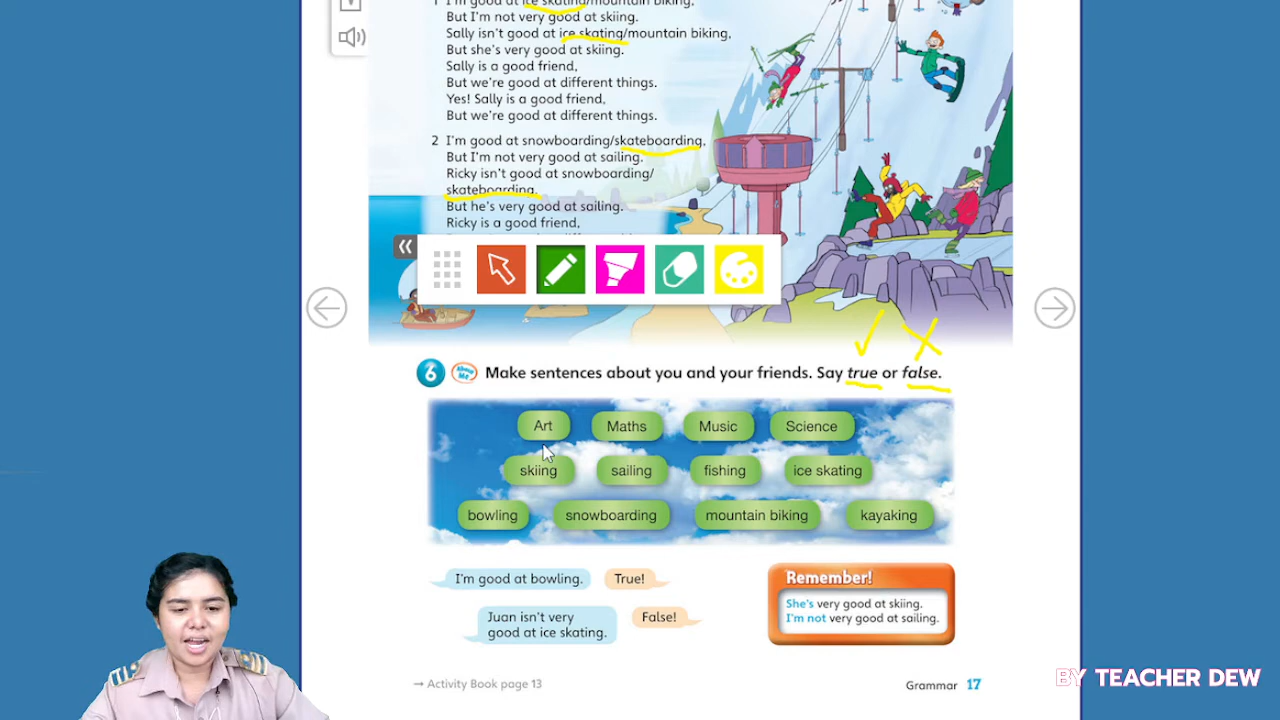 1 I'm good at ice skating/mountain biking,
But I'm not very good at skiing.
Sally isn't good at ice skating/mountain biking,
But she's very good at skiing.
Sally is a good friend,
But we're good at different things.
Yes! Sally is a good friend,
But we're good at different things.
2 I'm good at snowboarding/skateboarding,
But I'm not very good at sailing.
Ricky isn't good at snowboarding/
skateboarding.
But he's very good at sailing.
Ricky is a good friend,
6 About Me Make sentences about you and your friends. Say true or false.
Art Maths Music Science
skiing sailing fishing ice skating
bowling snowboarding mountain biking kayaking
I'm good at bowling. True!
Juan isn't very
good at ice skating.
False!
Remember!
She's very good at skiing.
I'm not very good at sailing.
→ Activity Book page 13
Grammar 17
BY TEACHER DEW